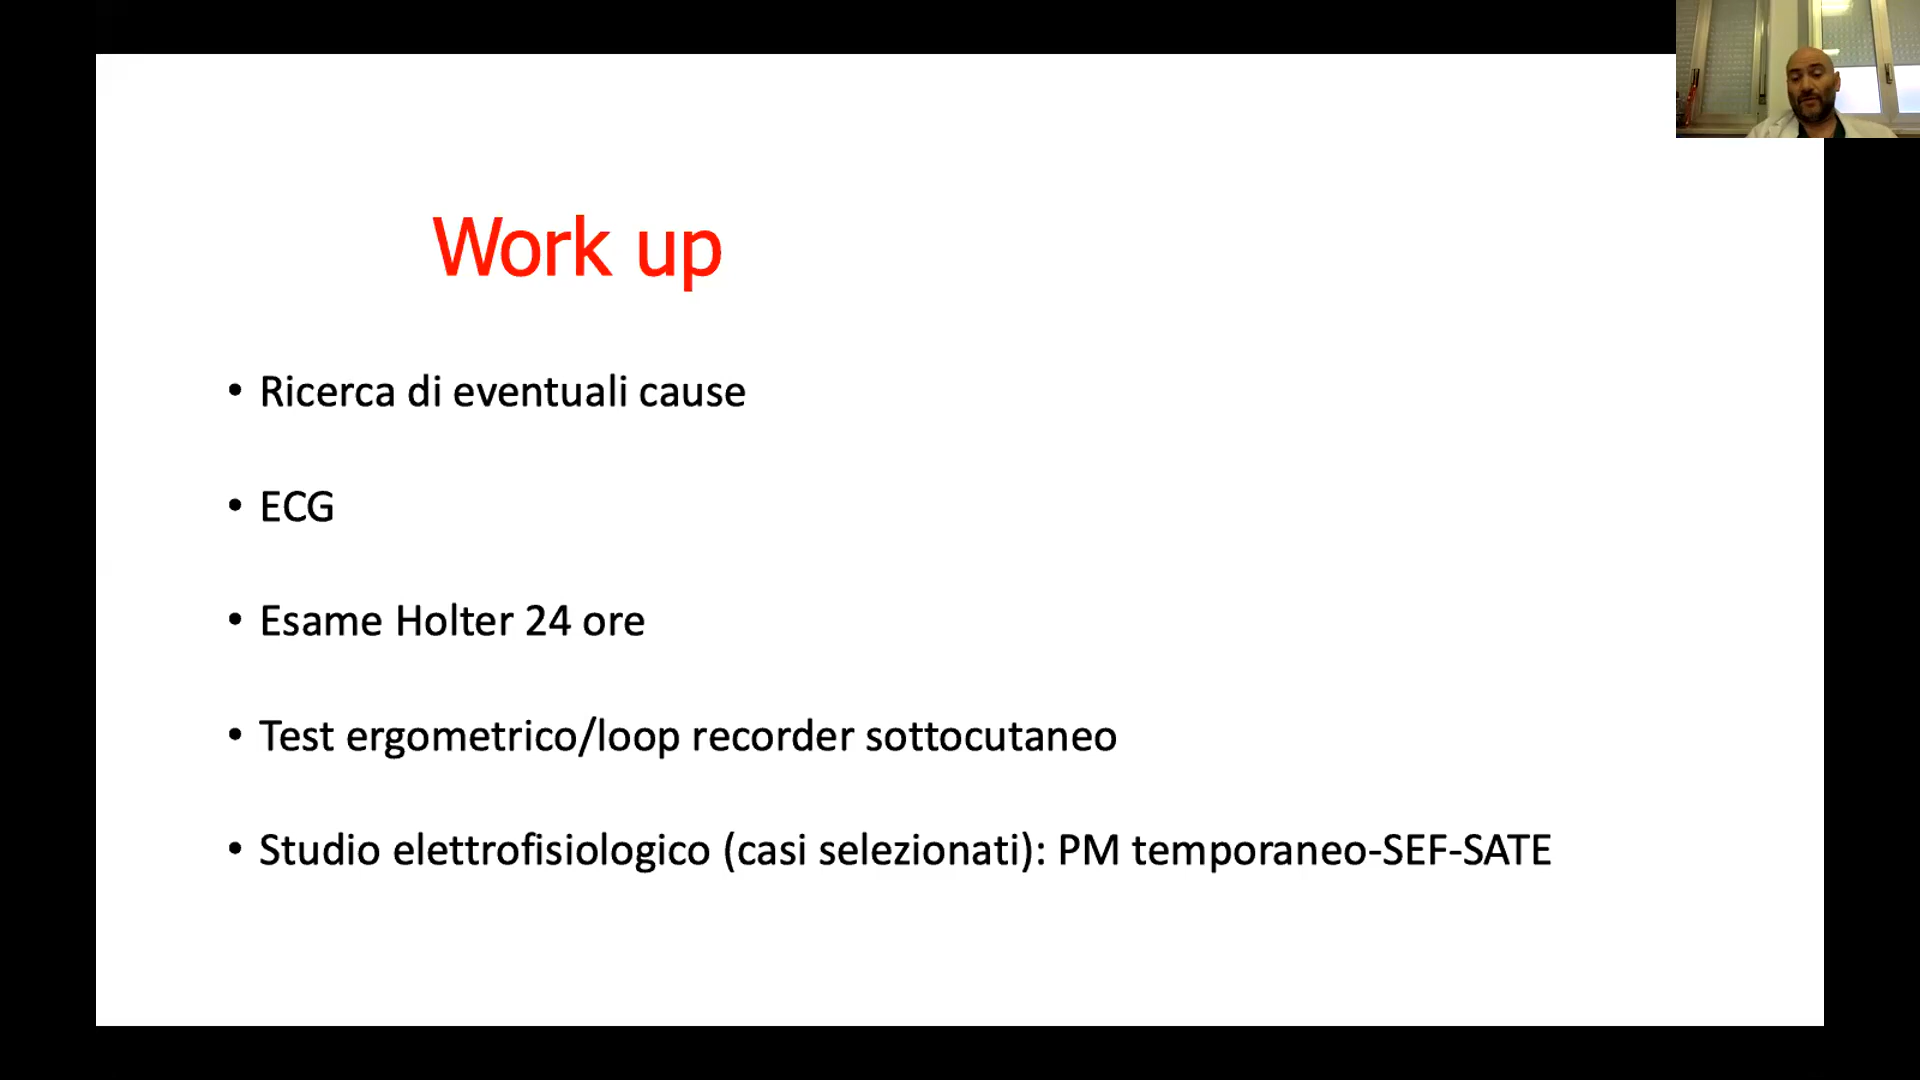 Work up
• Ricerca di eventuali cause
• ECG
• Esame Holter 24 ore
• Test ergometrico/loop recorder sottocutaneo
• Studio elettrofisiologico (casi selezionati): PM temporaneo-SEF-SATE